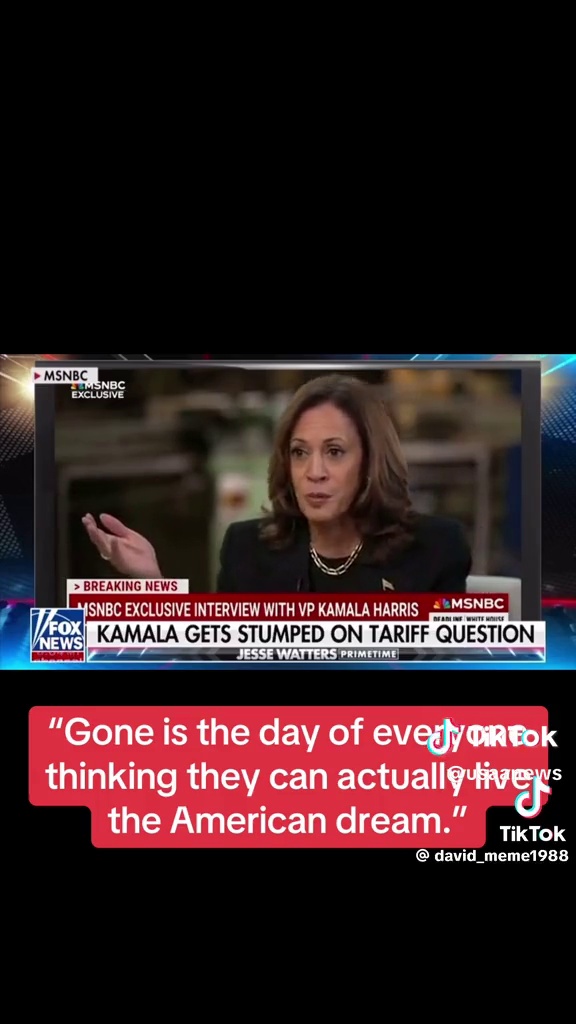 MSNBC
MSNBC
EXCLUSIVE
> BREAKING NEWS
MSNBC EXCLUSIVE INTERVIEW WITH VP KAMALA HARRIS
MSNBC
DEADLINE WHITE HOUSE
FOX
NEWS
channel
KAMALA GETS STUMPED ON TARIFF QUESTION
JESSE WATTERS PRIMETIME
“Gone is the day of everyone
thinking they can actually live
the American dream.”
TikTok
@usaanews
TikTok
@ david_meme1988